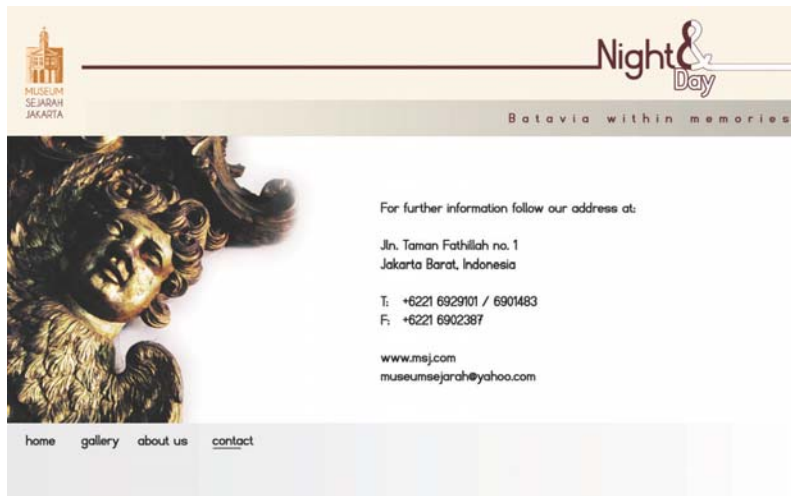 MUSEUM
SEJARAH
JAKARTA
Night &
Day
Batavia within memories
For further information follow our address at:
Jln. Taman Fathillah no. 1
Jakarta Barat, Indonesia
T: +6221 6929101 / 6901483
F: +6221 6902387
www.msj.com
museumsejarah@yahoo.com
home gallery about us contact